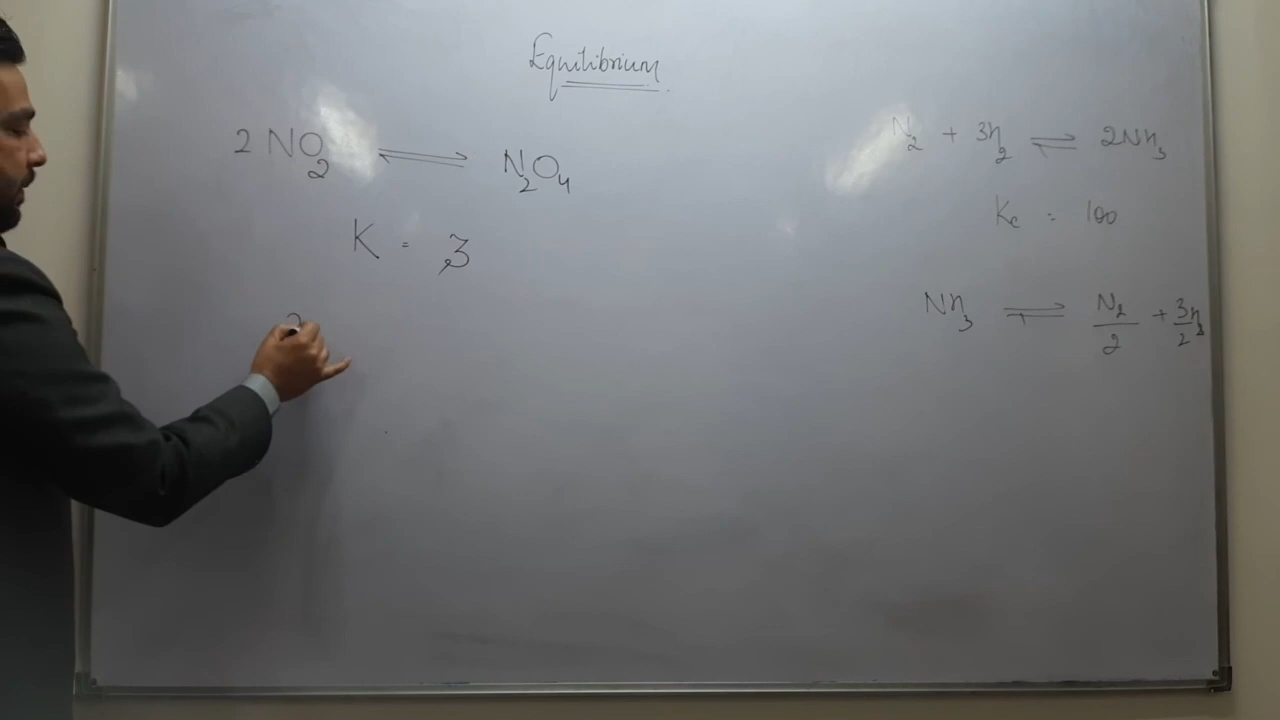 Equilibrium
2 NO2 ⇌ N2O4
K = 3
N2 + 3H2 ⇌ 2NH3
Kc = 100
NH3 ⇌ N2/2 + 3H2/2